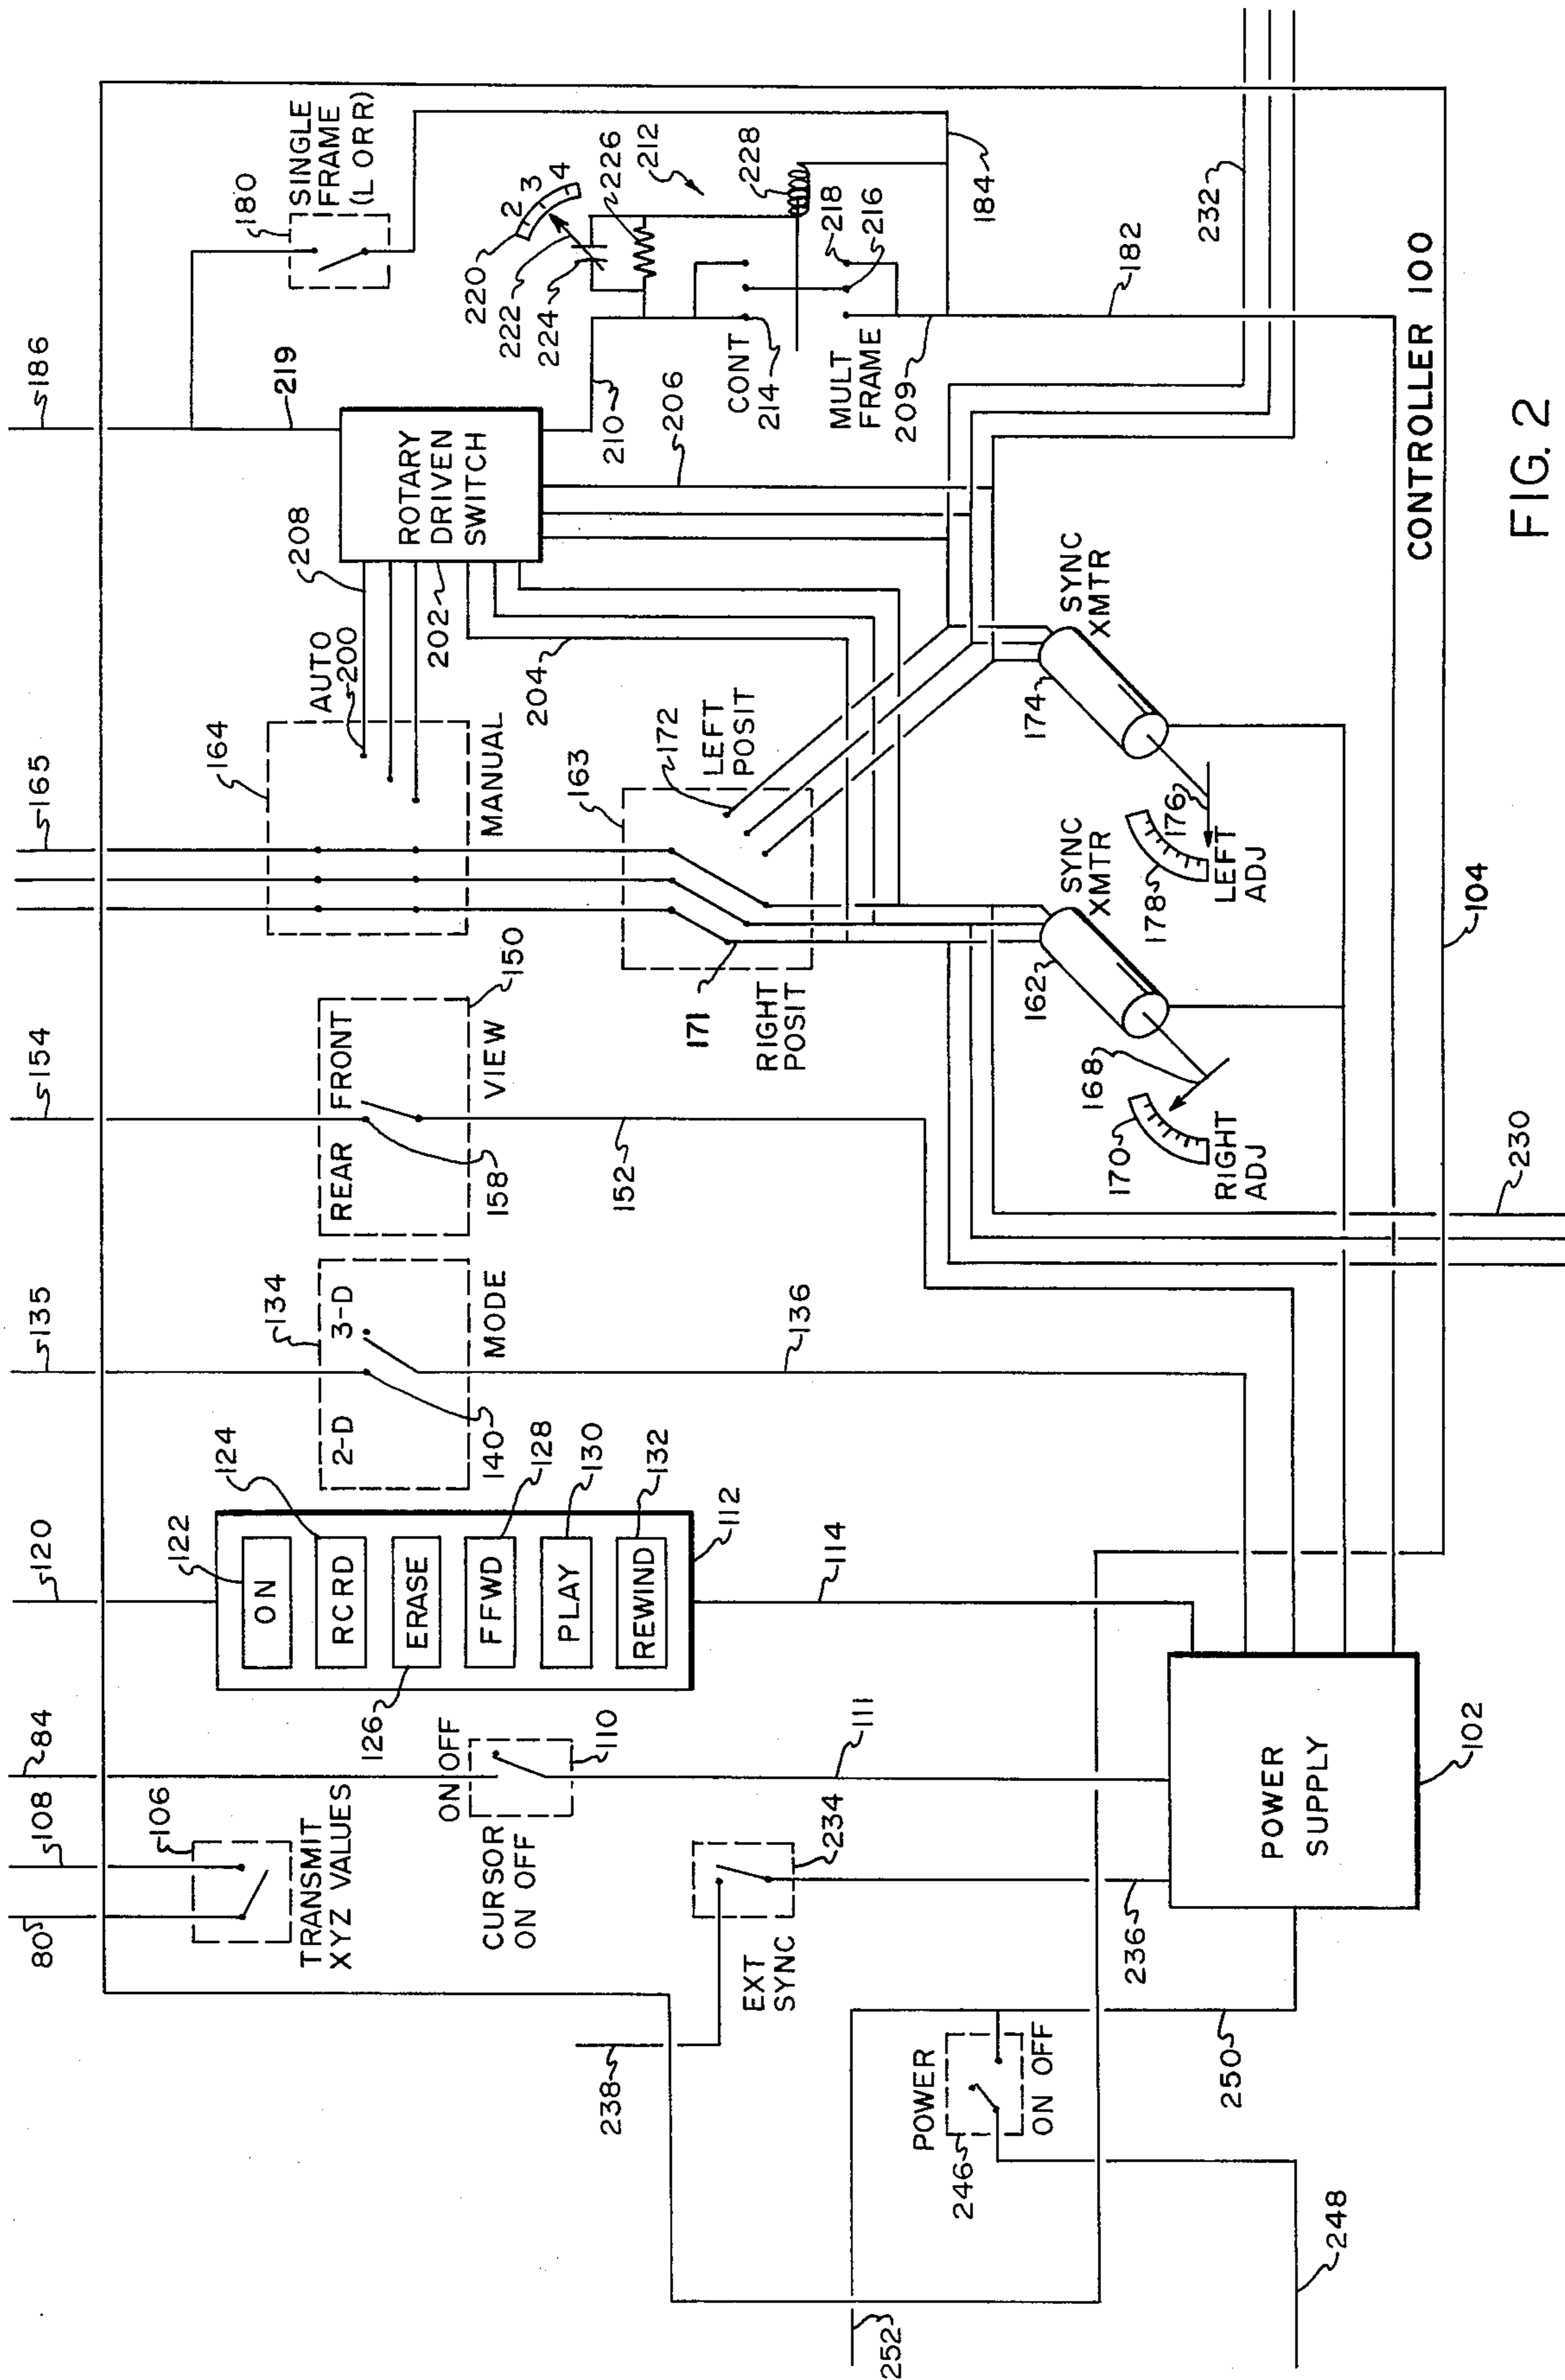 80
108
84
120
135
154
165
186
106
TRANSMIT
XYZ VALUES
ON OFF
CURSOR
ON OFF
110
111
122
124
ON
RCRD
ERASE
FFWD
PLAY
REWIND
126
128
130
132
112
114
134
2-D
3-D
140
MODE
136
150
REAR
FRONT
158
VIEW
152
164
AUTO
200
MANUAL
208
ROTARY
DRIVEN
SWITCH
202
204
206
219
210
180
SINGLE
FRAME
(L OR R)
220
2
3
4
222
224
226
212
228
CONT
214
218
216
MULT
FRAME
209
184
182
232
163
LEFT
POSIT
172
171
RIGHT
POSIT
SYNC
XMTR
174
176
178
LEFT
ADJ
SYNC
XMTR
162
168
170
RIGHT
ADJ
230
104
CONTROLLER 100
234
EXT
SYNC
236
238
POWER
246
ON OFF
250
252
248
POWER
SUPPLY
102
FIG. 2